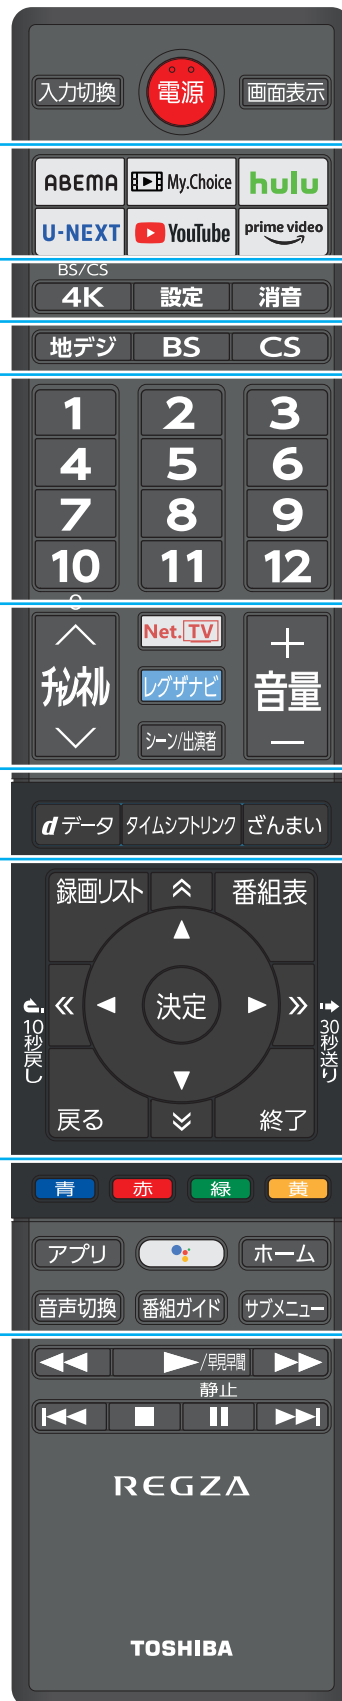 入力切換 電源 画面表示
ABEMA My.Choice hulu
U-NEXT YouTube prime video
BS/CS
4K 設定 消音
地デジ BS CS
1 2 3
4 5 6
7 8 9
10 11 12
Net.TV
チャンネル レグザナビ + 音量 −
シーン/出演者
dデータ タイムシフトリンク ざんまい
録画リスト 番組表
決定
10秒戻し 30秒送り
戻る 終了
青 赤 緑 黄
アプリ ホーム
音声切換 番組ガイド サブメニュー
/早見早聞
静止
REGZA
TOSHIBA